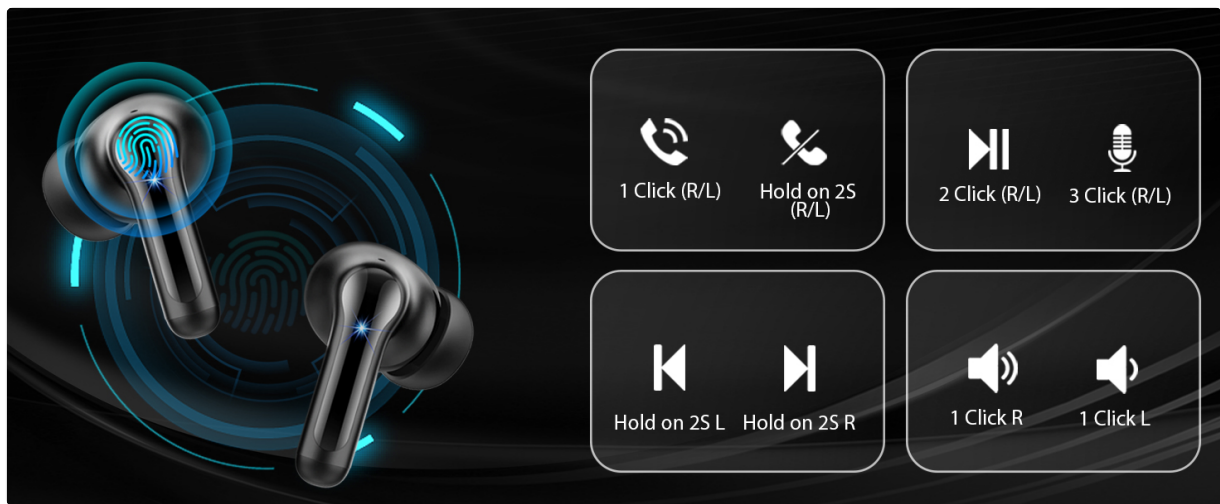 1 Click (R/L)
Hold on 2S
(R/L)
2 Click (R/L)
3 Click (R/L)
Hold on 2S L
Hold on 2S R
1 Click R
1 Click L